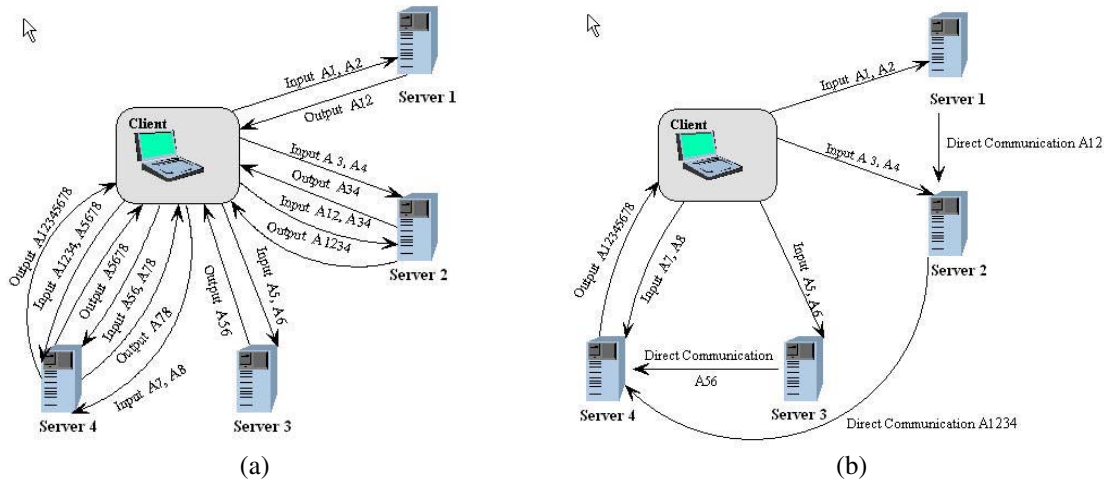 Input A1, A2
Server 1
Output A12
Client
Input A 3, A4
Output A34
Input A12, A34
Output A1234
Server 2
Output A12345678
Input A1234, A5678
Output A5678
Input A56, A78
Output A78
Input A7, A8
Output A56
Input A5, A6
Server 4
Server 3
(a)
Input A1, A2
Server 1
Client
Direct Communication A12
Input A 3, A4
Server 2
Output A12345678
Input A7, A8
Input A5, A6
Direct Communication
A56
Server 4
Server 3
Direct Communication A1234
(b)